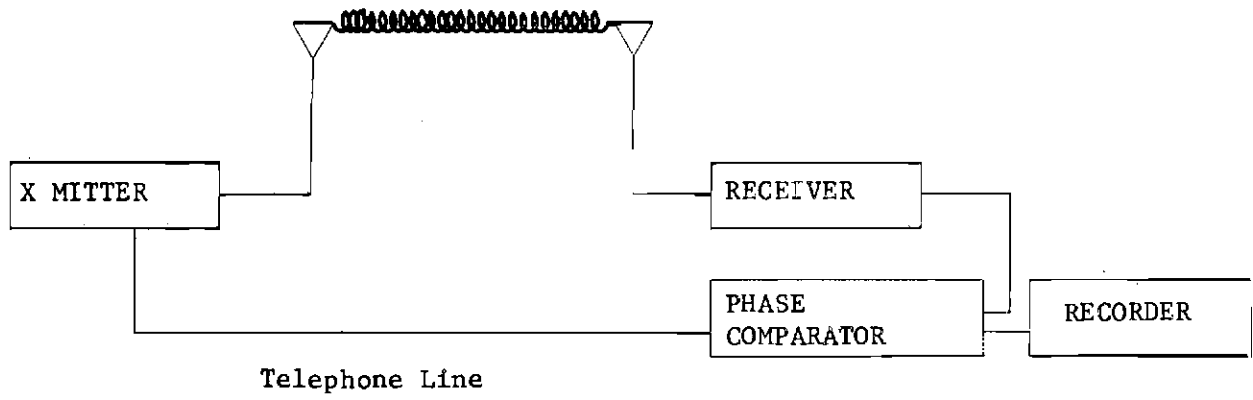 X MITTER
RECEIVER
PHASE
COMPARATOR
RECORDER
Telephone Line